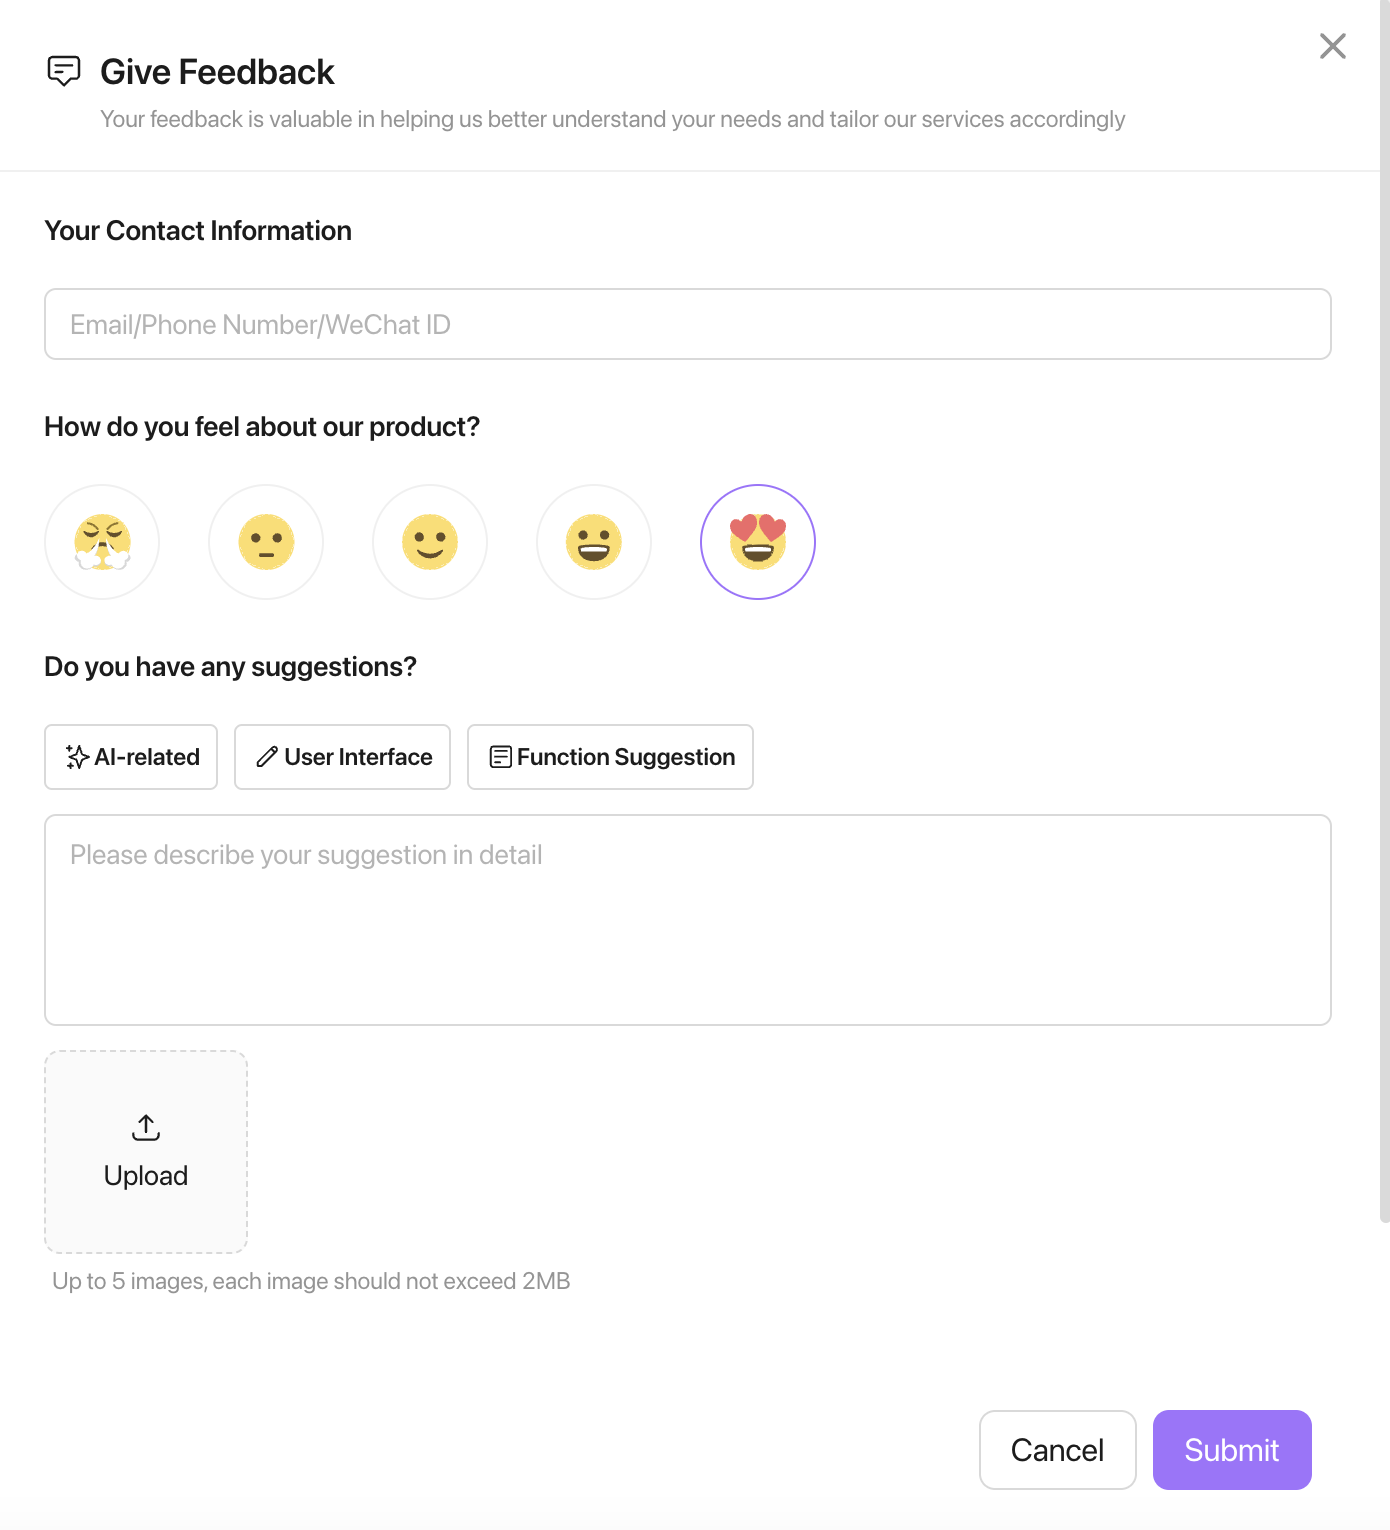 Give Feedback
Your feedback is valuable in helping us better understand your needs and tailor our services accordingly
Your Contact Information
Email/Phone Number/WeChat ID
How do you feel about our product?
Do you have any suggestions?
AI-related
User Interface
Function Suggestion
Please describe your suggestion in detail
Upload
Up to 5 images, each image should not exceed 2MB
Cancel
Submit